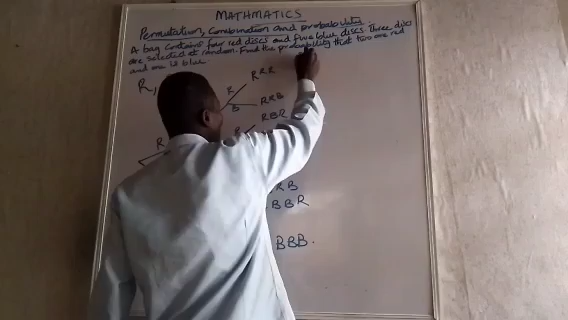 MATHMATICS
Permutation, Combination and probability
A bag contains four red discs and five blue discs. Three discs
are selected at random. Find the probability that two are red
and one is blue.
R,
R RRR
B RRB
R RBR
R
RB
BBR
BBB.